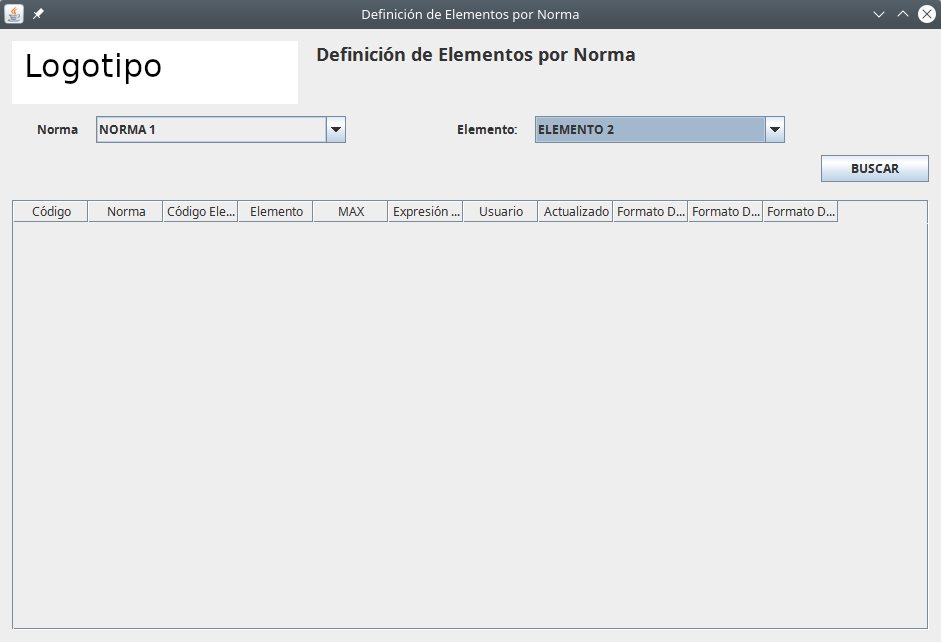 Definición de Elementos por Norma
Logotipo
Definición de Elementos por Norma
Norma NORMA 1 Elemento: ELEMENTO 2
BUSCAR
Código Norma Código Ele... Elemento MAX Expresión ... Usuario Actualizado Formato D... Formato D... Formato D...